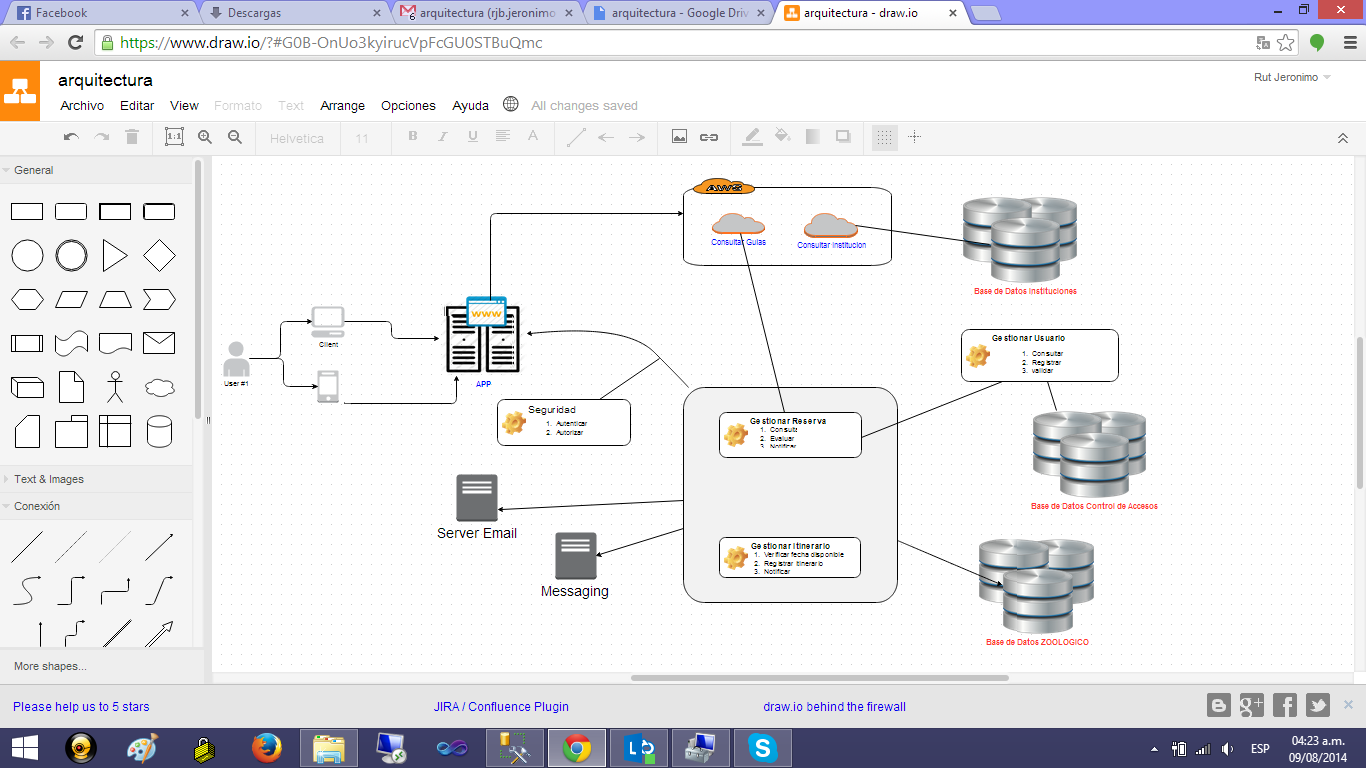 Facebook
Descargas
arquitectura (rjb.jeronimo
arquitectura - Google Driv
arquitectura - draw.io
https://www.draw.io/?#G0B-OnUo3kyirucVpFcGU0STBuQmc
arquitectura
Rut Jeronimo
Archivo Editar View Formato Text Arrange Opciones Ayuda All changes saved
1:1 Helvetica 11 B I U A
General
Text & Images
Conexión
More shapes...
AWS
Consultar Guias
Consultar Institucion
Base de Datos Instituciones
www
Client
User #1
APP
Gestionar Usuario
1. Consultar
2. Registrar
3. validar
Seguridad
1. Autenticar
2. Autorizar
Gestionar Reserva
1. Consulta
2. Evaluar
3. Notificar
Base de Datos Control de Accesos
Server Email
Messaging
Gestionar itinerario
1. Verificar fecha disponible
2. Registrar itinerario
3. Notificar
Base de Datos ZOOLOGICO
Please help us to 5 stars
JIRA / Confluence Plugin
draw.io behind the firewall
ESP
04:23 a.m.
09/08/2014